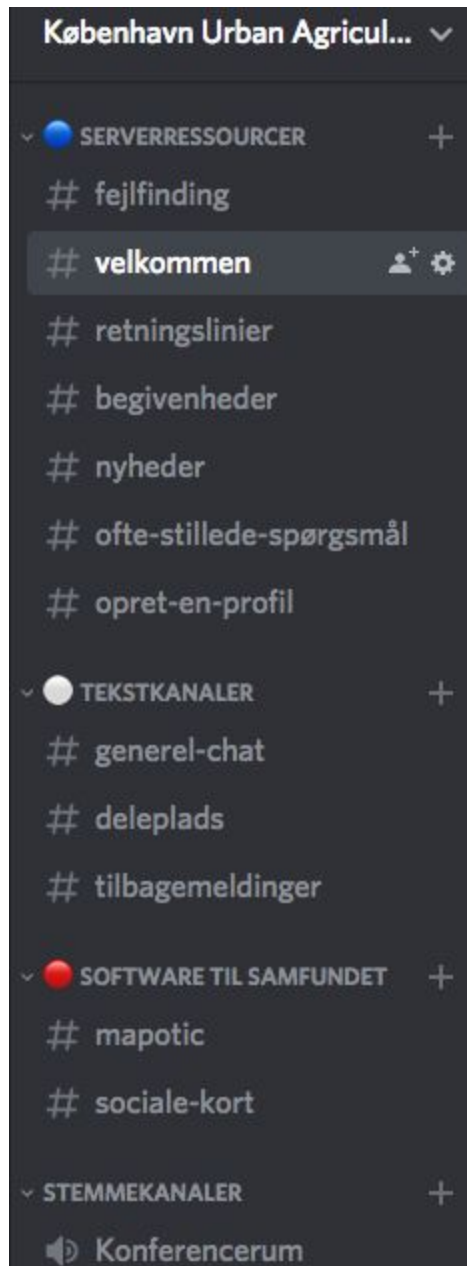 København Urban Agricul...
SERVERRESSOURCER
# fejlfinding
# velkommen
# retningslinier
# begivenheder
# nyheder
# ofte-stillede-spørgsmål
# opret-en-profil
TEKSTKANALER
# generel-chat
# deleplads
# tilbagemeldinger
SOFTWARE TIL SAMFUNDET
# mapotic
# sociale-kort
STEMMEKANALER
Konferencerum